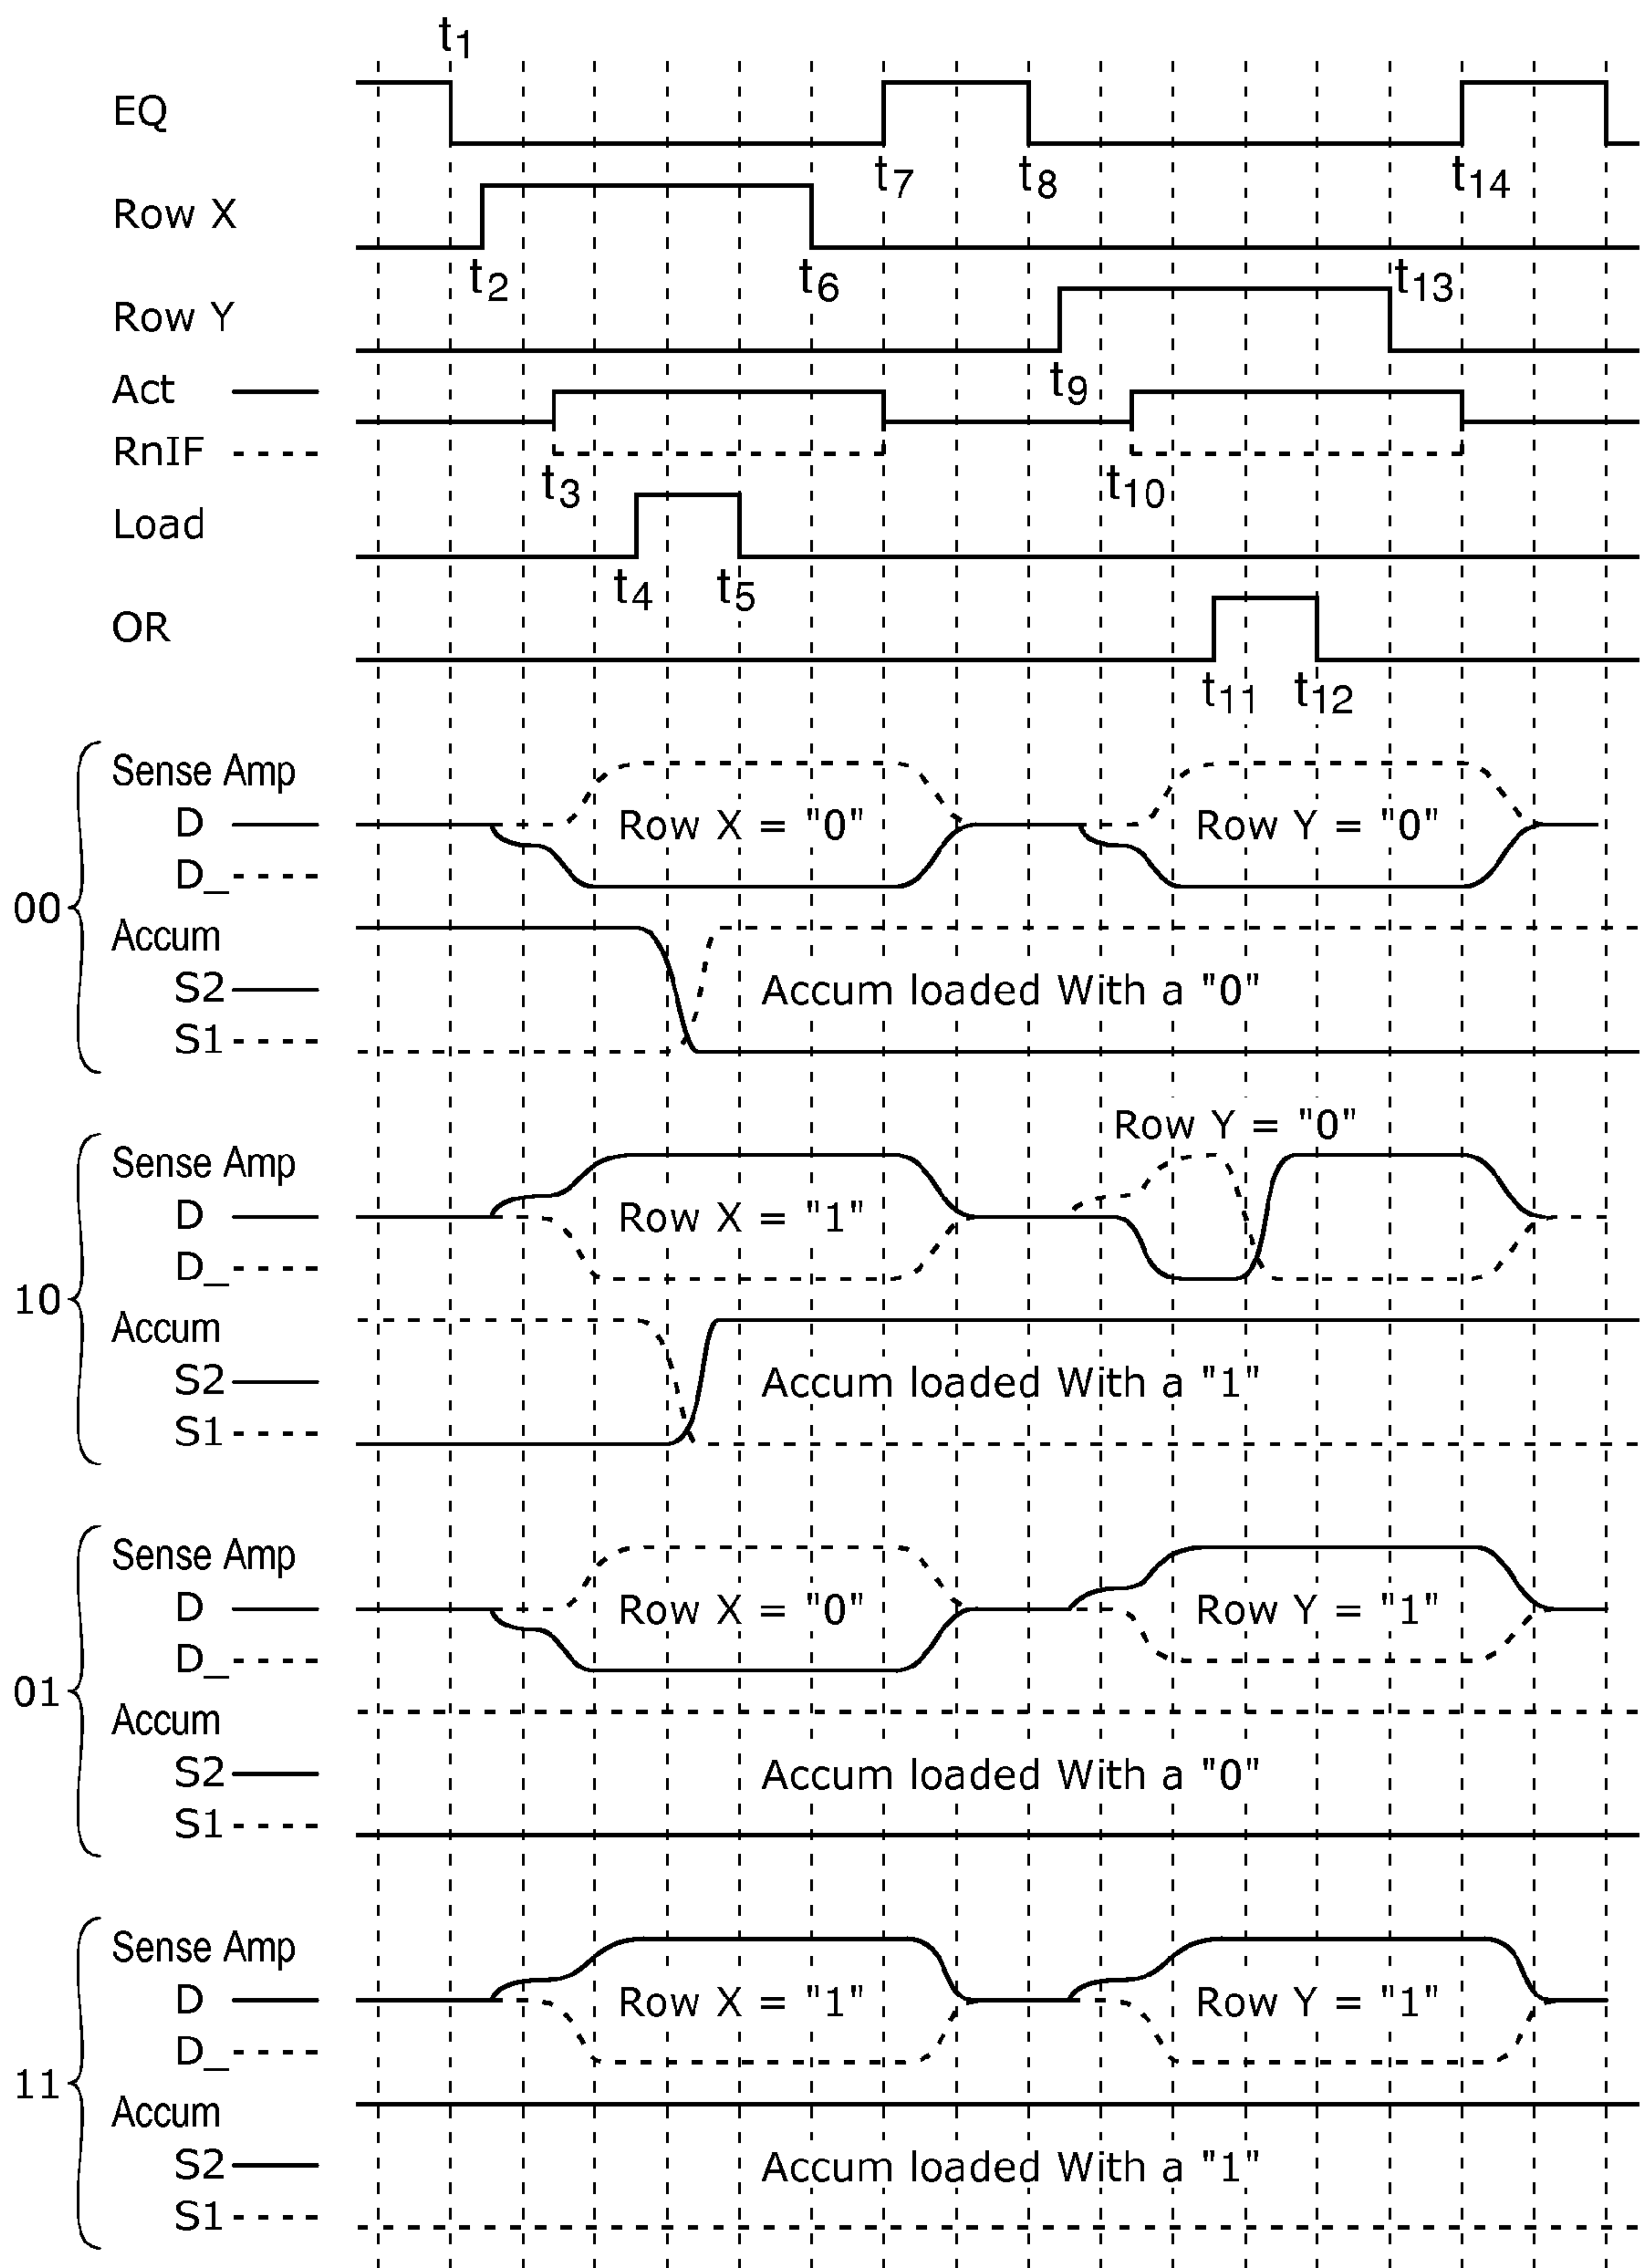 t1
EQ
t7 t8 t14
Row X
t2 t6 t13
Row Y
t9
Act
RnIF
t3 t10
Load
t4 t5
OR
t11 t12
00
Sense Amp
D Row X = "0" Row Y = "0"
D_
Accum
S2 Accum loaded With a "0"
S1
Row Y = "0"
10
Sense Amp
D Row X = "1"
D_
Accum
S2 Accum loaded With a "1"
S1
01
Sense Amp
D Row X = "0" Row Y = "1"
D_
Accum
S2 Accum loaded With a "0"
S1
11
Sense Amp
D Row X = "1" Row Y = "1"
D_
Accum
S2 Accum loaded With a "1"
S1